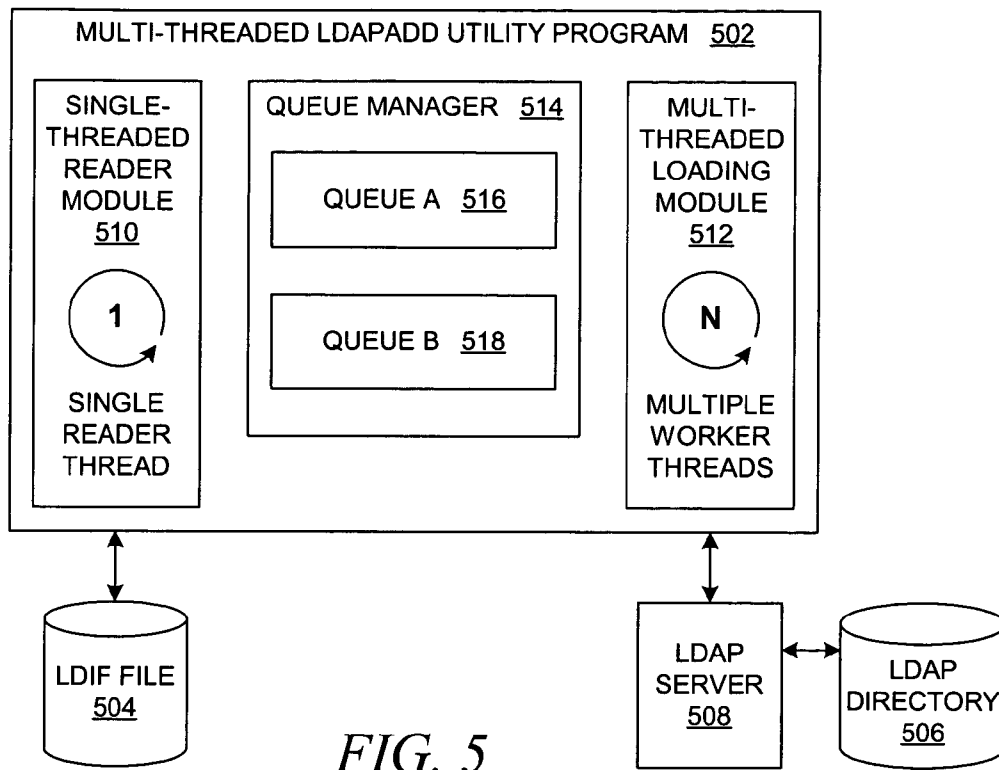 MULTI-THREADED LDAPADD UTILITY PROGRAM 502
SINGLE-
THREADED
READER
MODULE
510
1
SINGLE
READER
THREAD
QUEUE MANAGER 514
QUEUE A 516
QUEUE B 518
MULTI-
THREADED
LOADING
MODULE
512
N
MULTIPLE
WORKER
THREADS
LDIF FILE
504
LDAP
SERVER
508
LDAP
DIRECTORY
506
FIG. 5